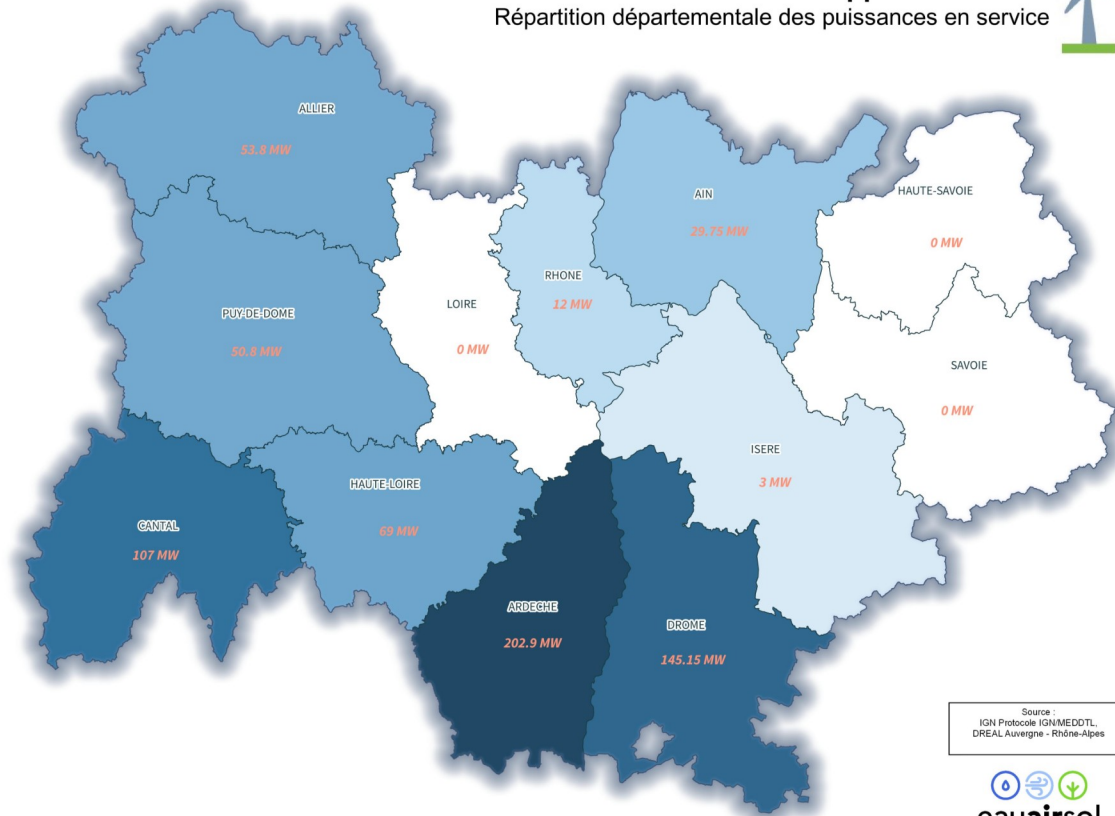 Répartition départementale des puissances en service
ALLIER
53.8 MW
AIN
29.75 MW
HAUTE-SAVOIE
0 MW
RHONE
12 MW
LOIRE
0 MW
PUY-DE-DOME
50.8 MW
SAVOIE
0 MW
ISERE
3 MW
HAUTE-LOIRE
69 MW
CANTAL
107 MW
ARDECHE
202.9 MW
DROME
145.15 MW
Source :
IGN Protocole IGN/MEDDTL,
DREAL Auvergne - Rhône-Alpes
eauairsol